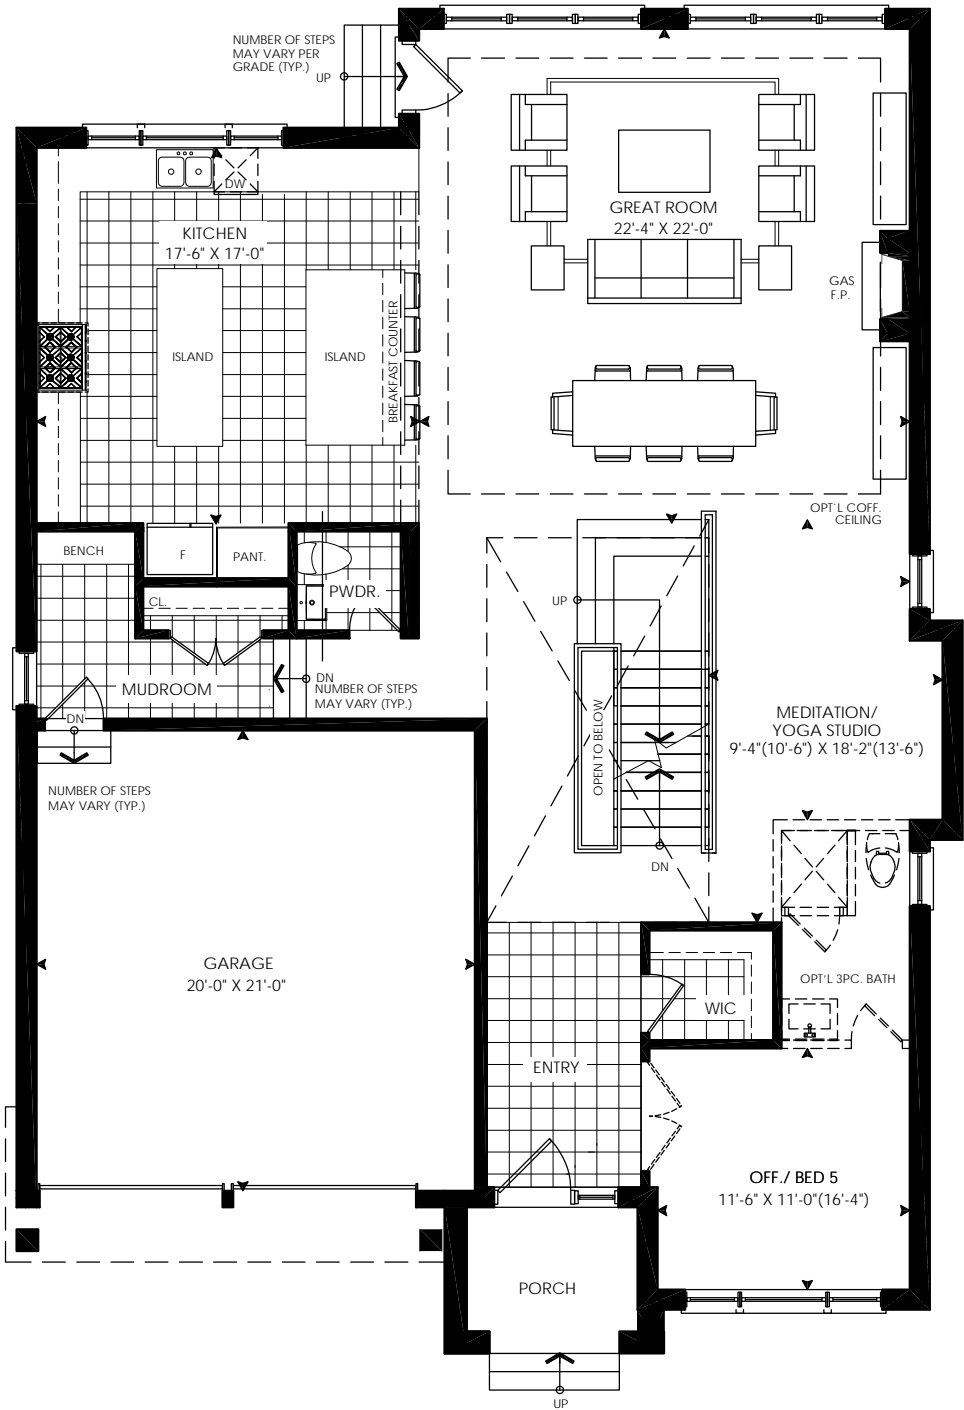 NUMBER OF STEPS
MAY VARY PER
GRADE (TYP.)
UP
DW
KITCHEN
17'-6" X 17'-0"
GREAT ROOM
22'-4" X 22'-0"
GAS
F.P.
ISLAND
ISLAND
BREAKFAST COUNTER
OPT'L COFF.
CEILING
BENCH
F
PANT.
PWDR.
CL.
UP
MUDROOM
DN
NUMBER OF STEPS
MAY VARY (TYP.)
DN
OPEN TO BELOW
MEDITATION/
YOGA STUDIO
9'-4"(10'-6") X 18'-2"(13'-6")
NUMBER OF STEPS
MAY VARY (TYP.)
DN
GARAGE
20'-0" X 21'-0"
OPT'L 3PC. BATH
WIC
ENTRY
OFF./ BED 5
11'-6" X 11'-0"(16'-4")
PORCH
UP